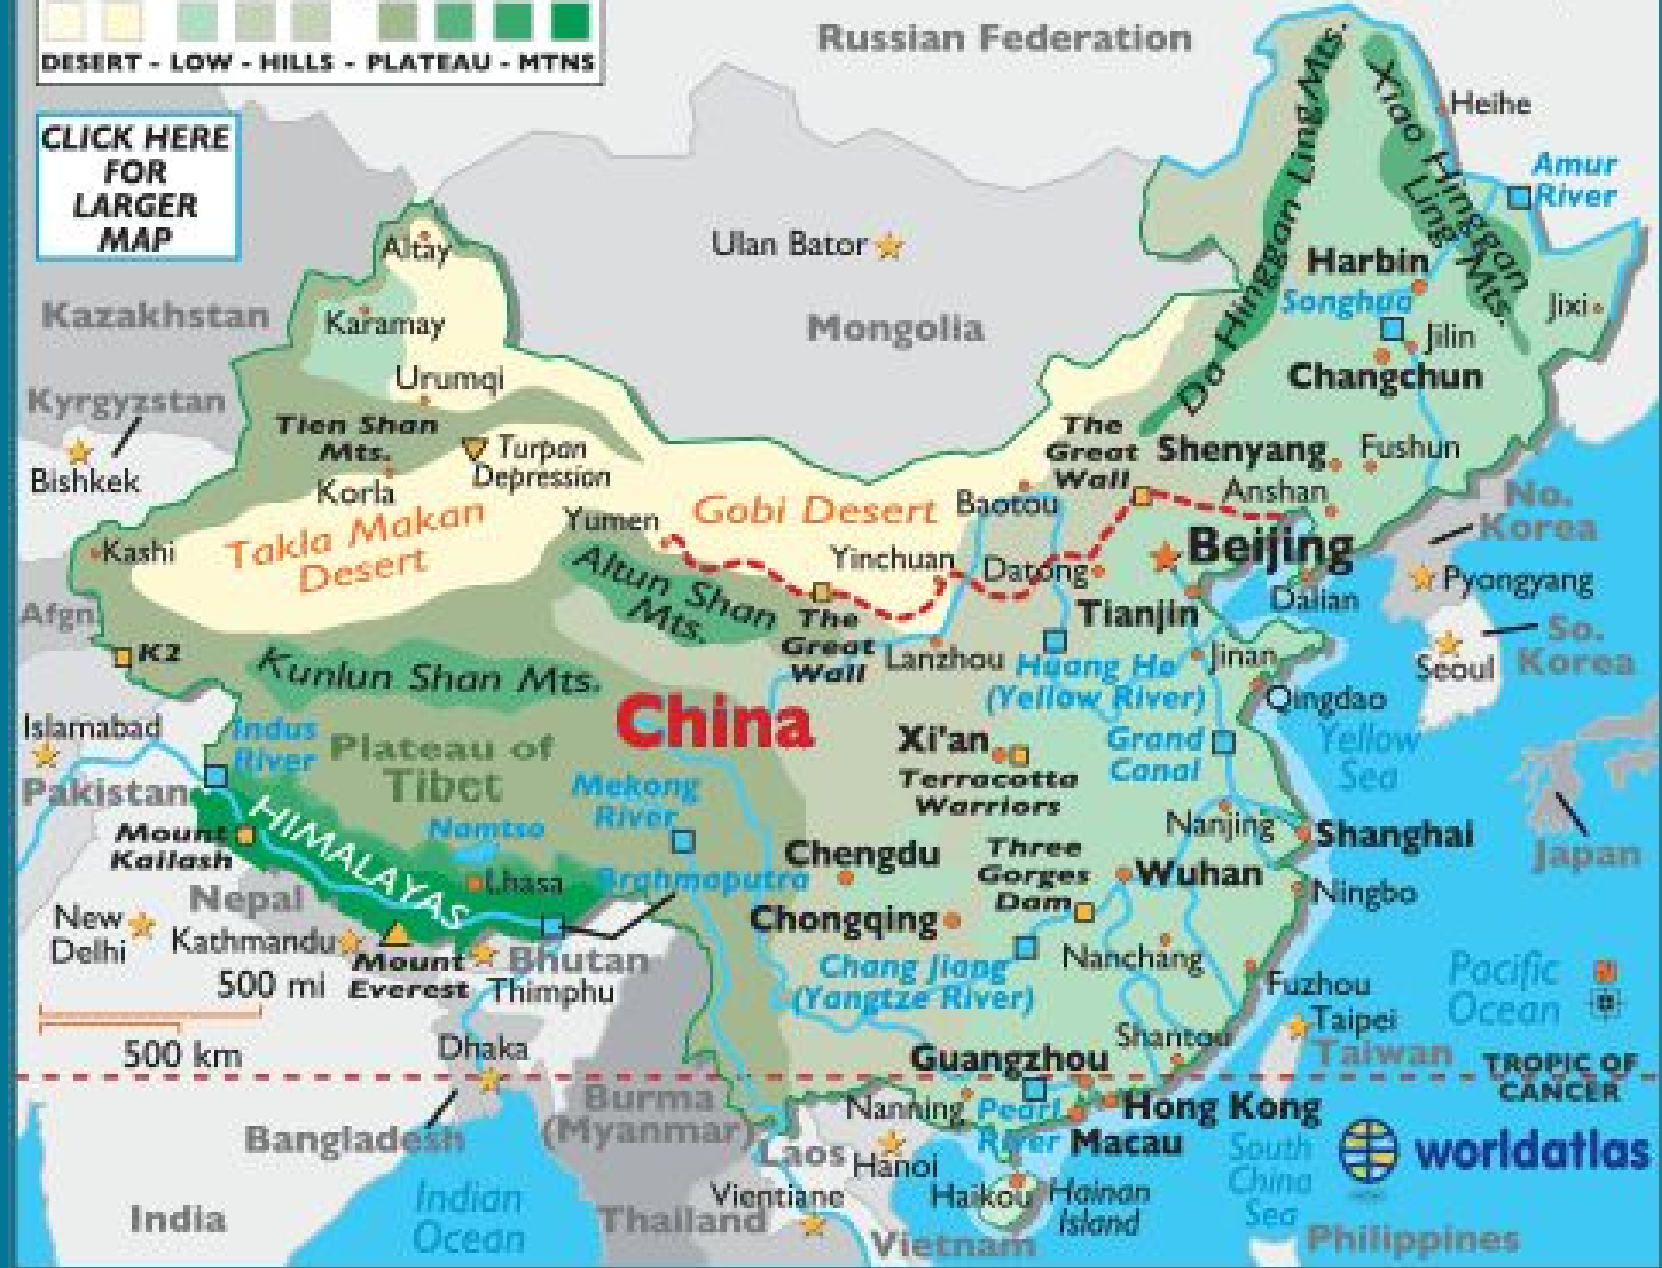 DESERT - LOW - HILLS - PLATEAU - MTNS
CLICK HERE
FOR
LARGER
MAP
Russian Federation
Heihe
Amur
River
Da Hinggan Ling Mts.
Xiao Hinggan
Ling Mts.
Altay
Ulan Bator
Harbin
Songhua
Jixi
Kazakhstan
Karamay
Mongolia
Jilin
Changchun
Urumqi
Kyrgyzstan
Bishkek
Tien Shan
Mts.
Turpan
Depression
Korla
The
Great
Wall
Shenyang
Fushun
Anshan
Takla Makan
Desert
Yumen
Gobi Desert
Baotou
No.
Korea
Kashi
Altun Shan
Mts.
Yinchuan
Datong
Beijing
Pyongyang
Dalian
Afgn.
Tianjin
The
Great
Wall
So.
Korea
Seoul
K2
Kunlun Shan Mts.
Lanzhou
Huang He
(Yellow River)
Jinan
Qingdao
China
Islamabad
Indus
River
Plateau of
Tibet
Xi'an
Terracotta
Warriors
Grand
Canal
Yellow
Sea
Pakistan
Mekong
River
Namtso
HIMALAYAS
Mount
Kailash
Nanjing
Shanghai
Japan
Chengdu
Three
Gorges
Dam
Wuhan
Lhasa
Brahmaputra
Ningbo
Nepal
New
Delhi
Kathmandu
Chongqing
Mount
Everest
Bhutan
Thimphu
Chang Jiang
(Yangtze River)
Nanchang
Fuzhou
Pacific
Ocean
500 mi
500 km
Dhaka
Shantou
Taipei
Taiwan
Guangzhou
TROPIC OF
CANCER
Burma
(Myanmar)
Nanning
Pearl
River
Hong Kong
Macau
Bangladesh
Laos
Hanoi
South
China
Sea
worldatlas
Vientiane
Haikou
Hainan
Island
India
Indian
Ocean
Thailand
Vietnam
Philippines